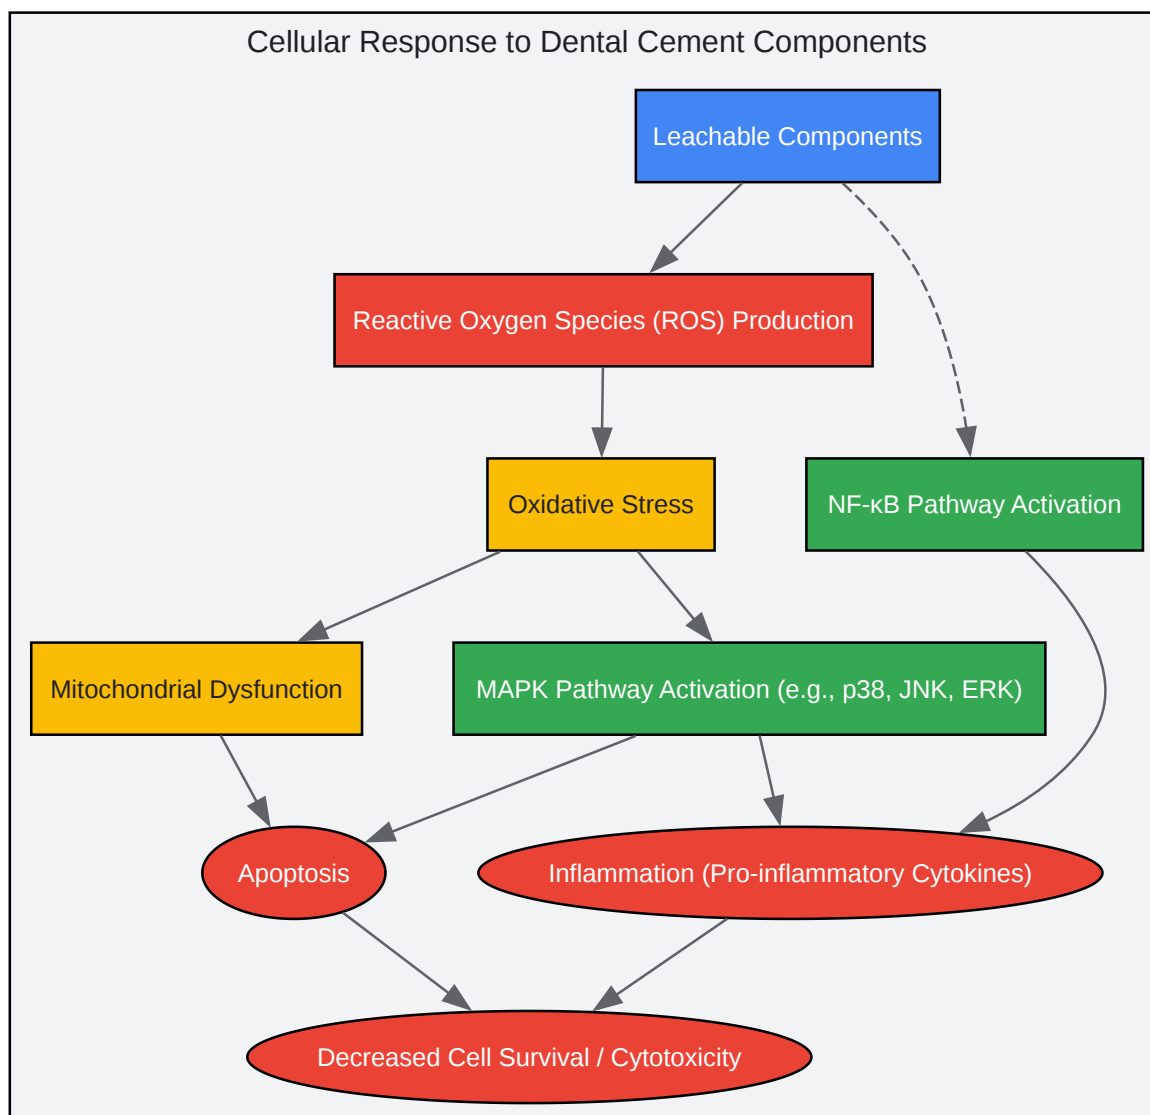 Cellular Response to Dental Cement Components
Leachable Components
Reactive Oxygen Species (ROS) Production
Oxidative Stress
NF-κB Pathway Activation
Mitochondrial Dysfunction
MAPK Pathway Activation (e.g., p38, JNK, ERK)
Apoptosis
Inflammation (Pro-inflammatory Cytokines)
Decreased Cell Survival / Cytotoxicity